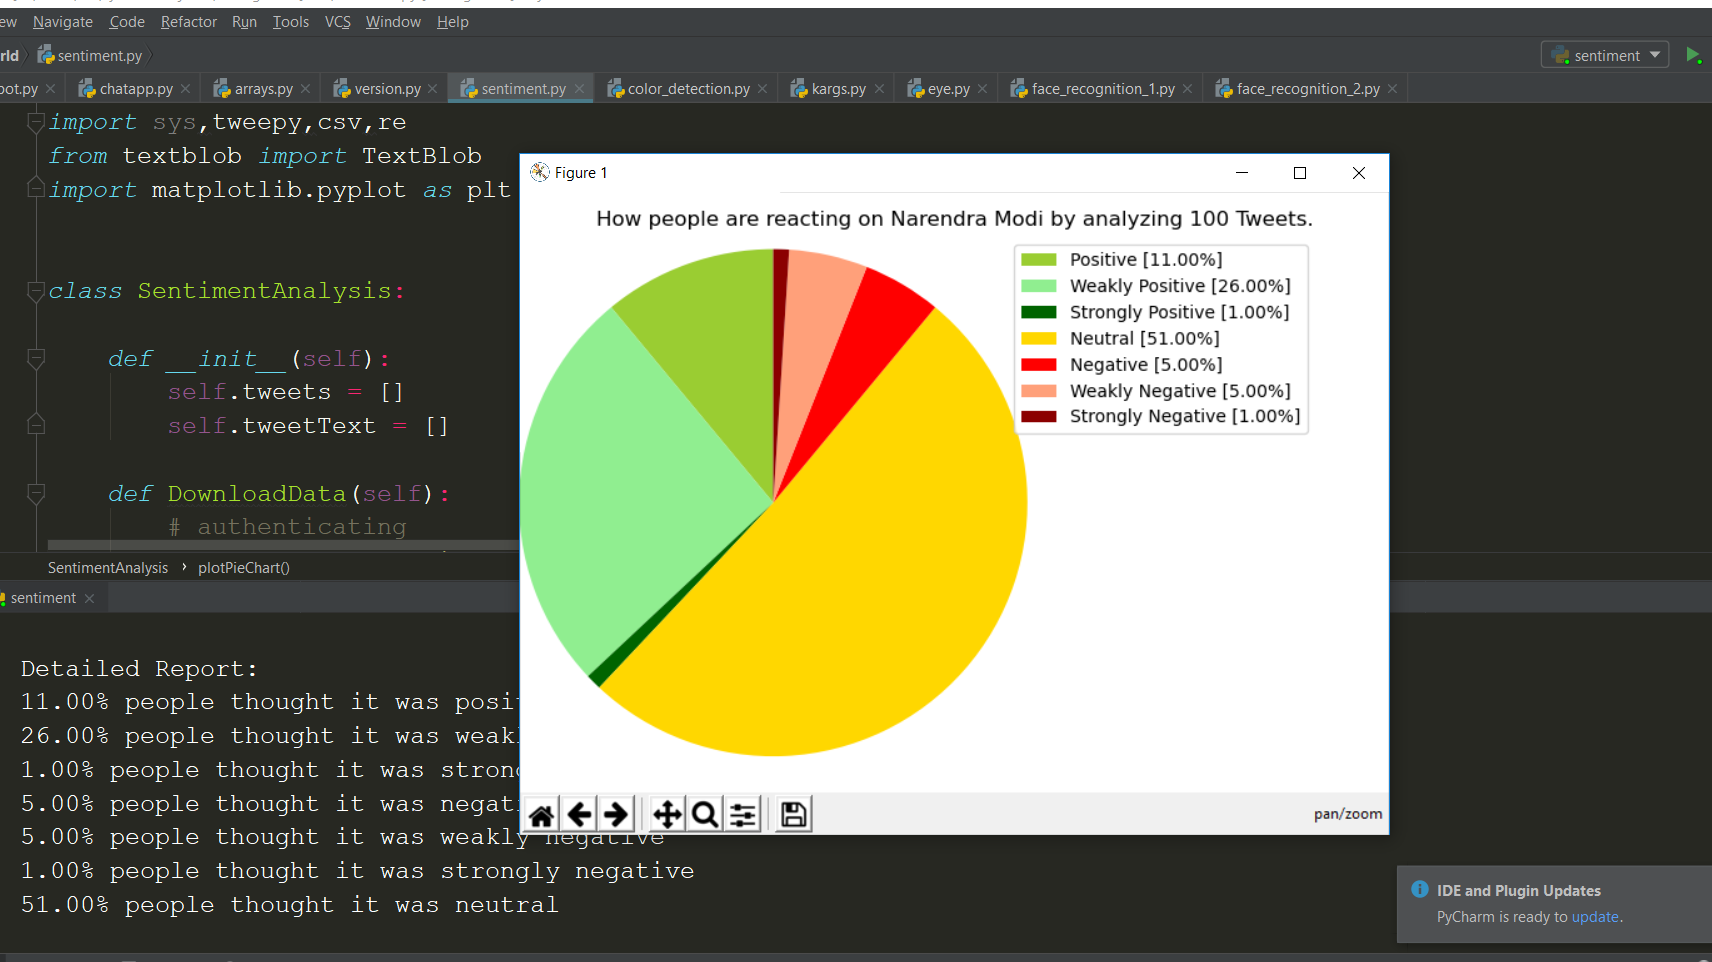 ew Navigate Code Refactor Run Tools VCS Window Help
rld sentiment.py
sentiment
bot.py chatapp.py arrays.py version.py sentiment.py color_detection.py kargs.py eye.py face_recognition_1.py face_recognition_2.py
import sys,tweepy,csv,re
from textblob import TextBlob
import matplotlib.pyplot as plt
class SentimentAnalysis:
def __init__(self):
self.tweets = []
self.tweetText = []
def DownloadData(self):
# authenticating
SentimentAnalysis › plotPieChart()
sentiment
Detailed Report:
11.00% people thought it was posit
26.00% people thought it was weakl
1.00% people thought it was strong
5.00% people thought it was negati
5.00% people thought it was weakly negative
1.00% people thought it was strongly negative
51.00% people thought it was neutral
Figure 1
How people are reacting on Narendra Modi by analyzing 100 Tweets.
Positive [11.00%]
Weakly Positive [26.00%]
Strongly Positive [1.00%]
Neutral [51.00%]
Negative [5.00%]
Weakly Negative [5.00%]
Strongly Negative [1.00%]
pan/zoom
IDE and Plugin Updates
PyCharm is ready to update.